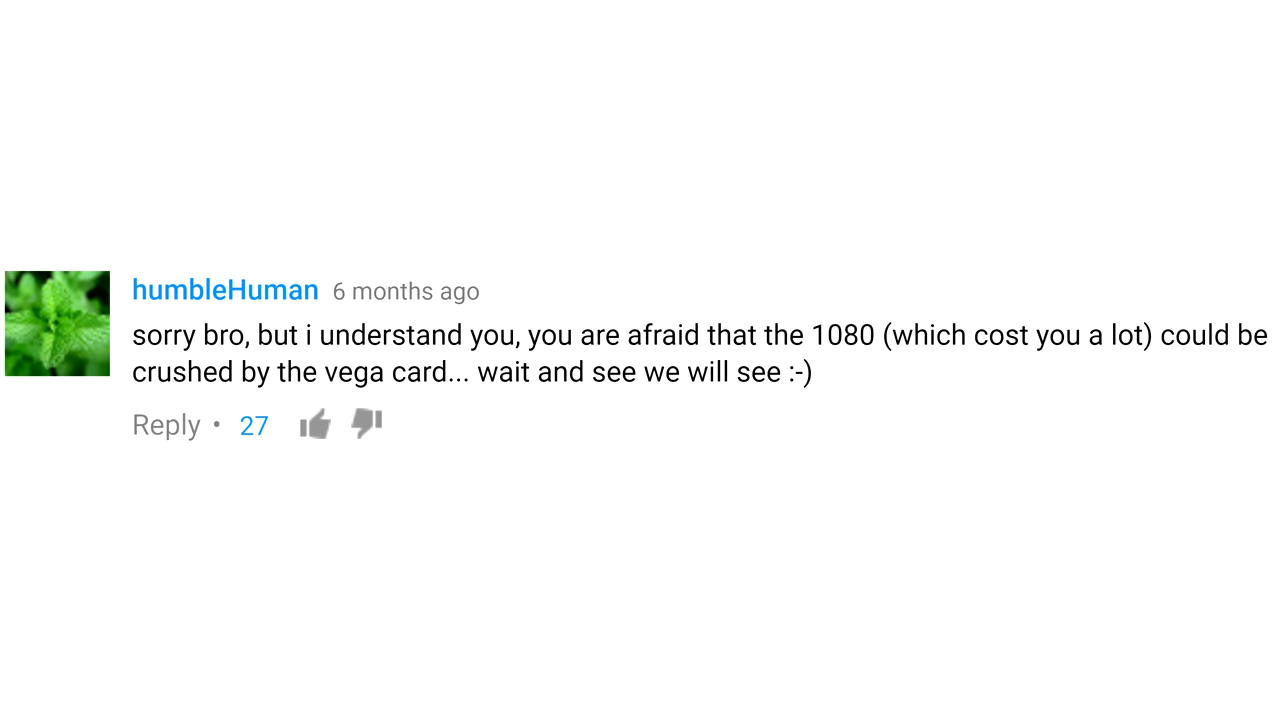 humbleHuman 6 months ago
sorry bro, but i understand you, you are afraid that the 1080 (which cost you a lot) could be
crushed by the vega card... wait and see we will see :-)
Reply • 27